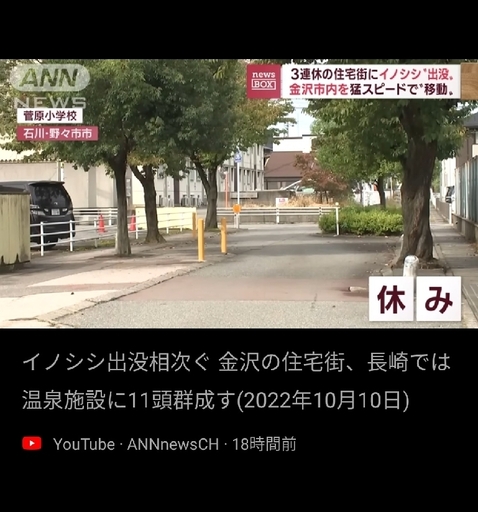 ANN
NEWS
菅原小学校
石川・野々市市
news
BOX
3連休の住宅街にイノシシ"出没"
金沢市内を猛スピードで"移動"
休み
イノシシ出没相次ぐ 金沢の住宅街、長崎では
温泉施設に11頭群成す(2022年10月10日)
YouTube · ANNnewsCH · 18時間前